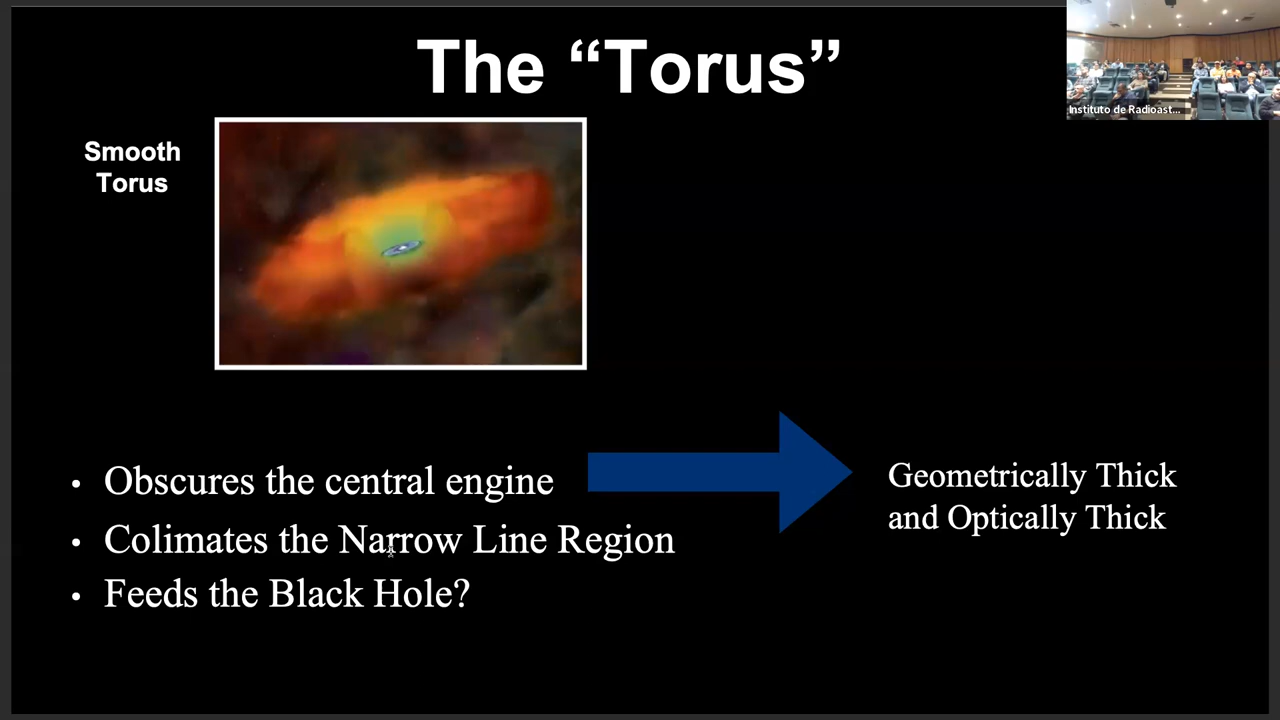 The “Torus”
Instituto de Radioast...
Smooth
Torus
• Obscures the central engine
• Colimates the Narrow Line Region
• Feeds the Black Hole?
Geometrically Thick
and Optically Thick